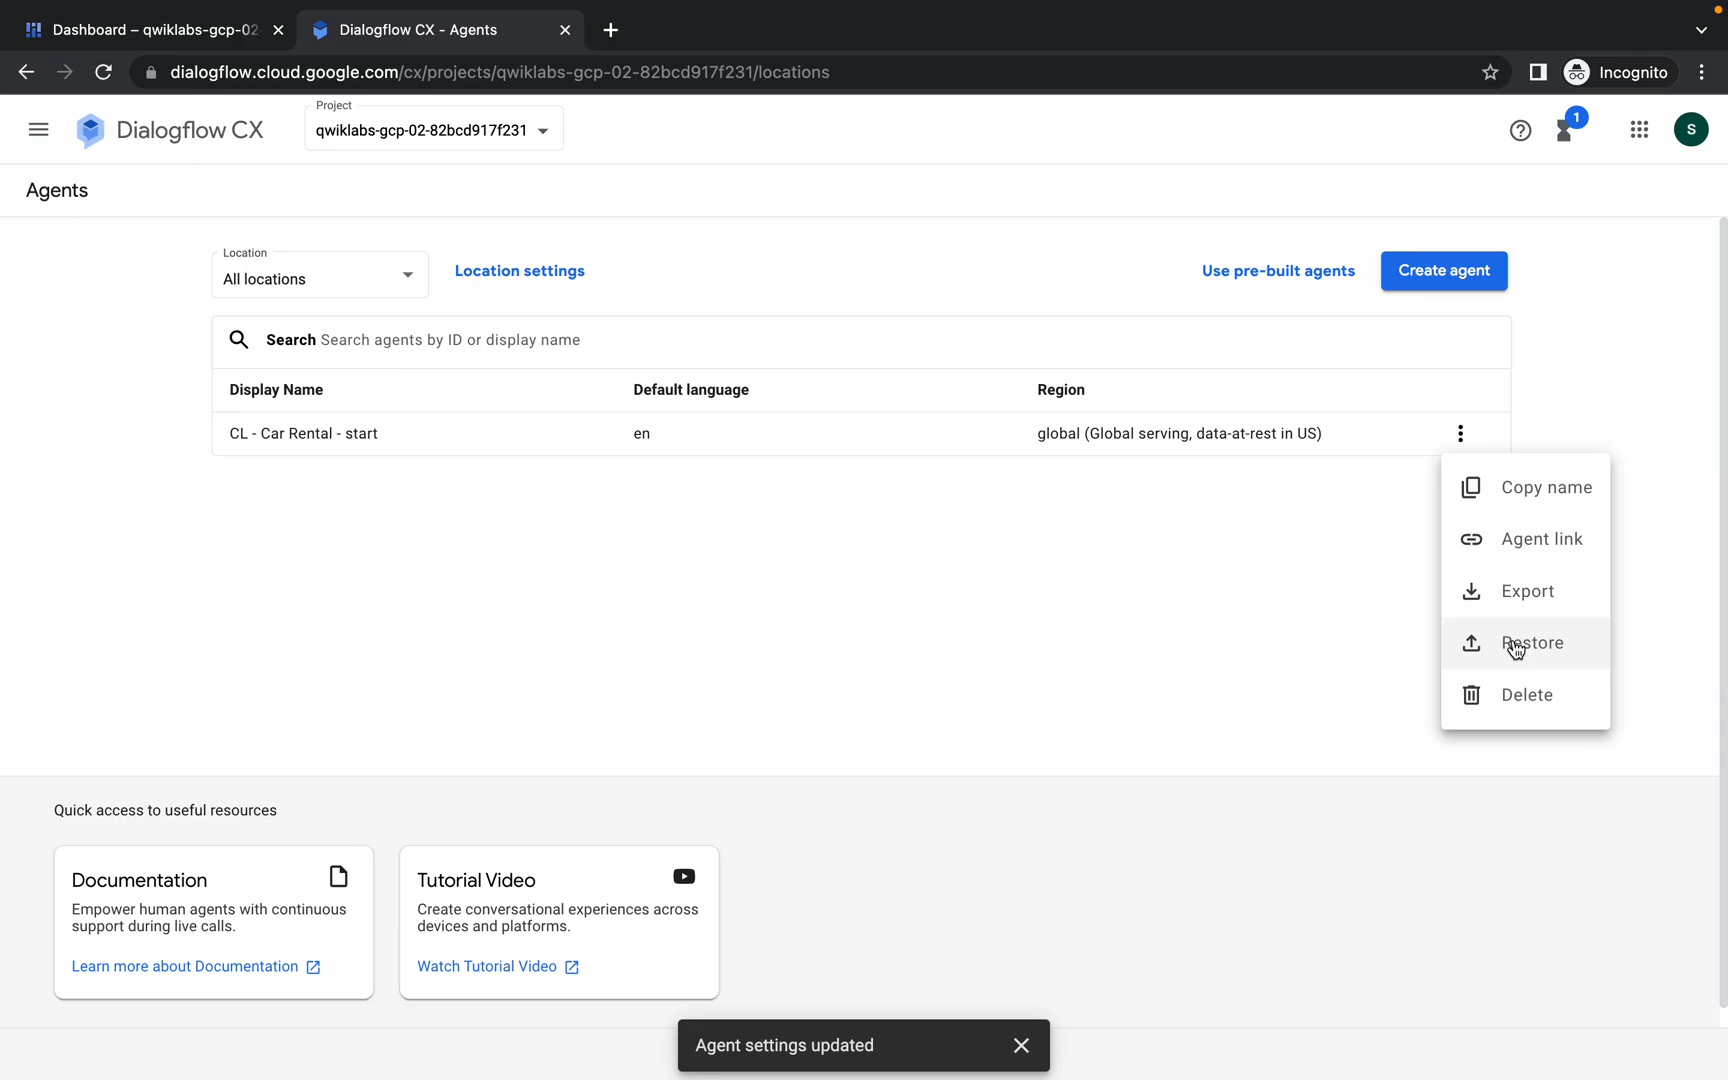 Dashboard – qwiklabs-gcp-02
Dialogflow CX - Agents
dialogflow.cloud.google.com/cx/projects/qwiklabs-gcp-02-82bcd917f231/locations
Incognito
Dialogflow CX
Project
qwiklabs-gcp-02-82bcd917f231
1
S
Agents
Location
All locations
Location settings
Use pre-built agents
Create agent
Search Search agents by ID or display name
Display Name Default language Region
CL - Car Rental - start en global (Global serving, data-at-rest in US)
Copy name
Agent link
Export
Restore
Delete
Quick access to useful resources
Documentation
Empower human agents with continuous
support during live calls.
Learn more about Documentation
Tutorial Video
Create conversational experiences across
devices and platforms.
Watch Tutorial Video
Agent settings updated